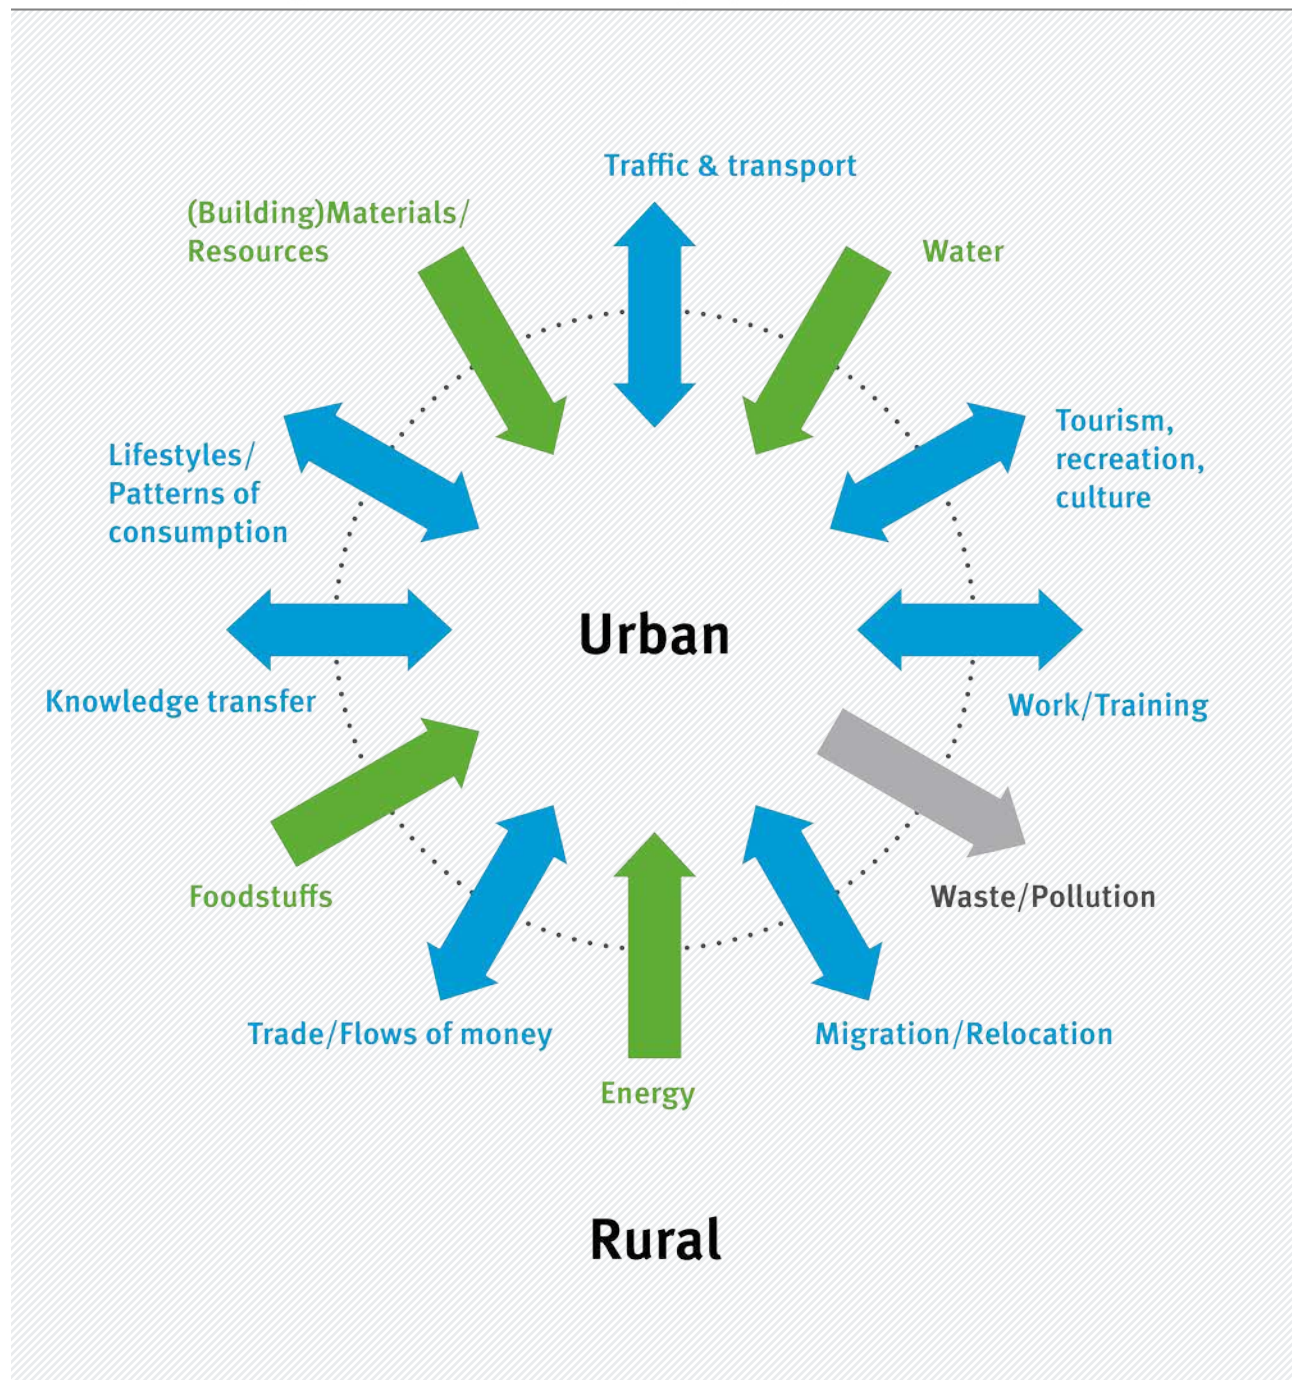 Traffic & transport
(Building)Materials/
Resources
Water
Tourism,
recreation,
culture
Lifestyles/
Patterns of
consumption
Urban
Knowledge transfer
Work/Training
Foodstuffs
Waste/Pollution
Trade/Flows of money
Migration/Relocation
Energy
Rural